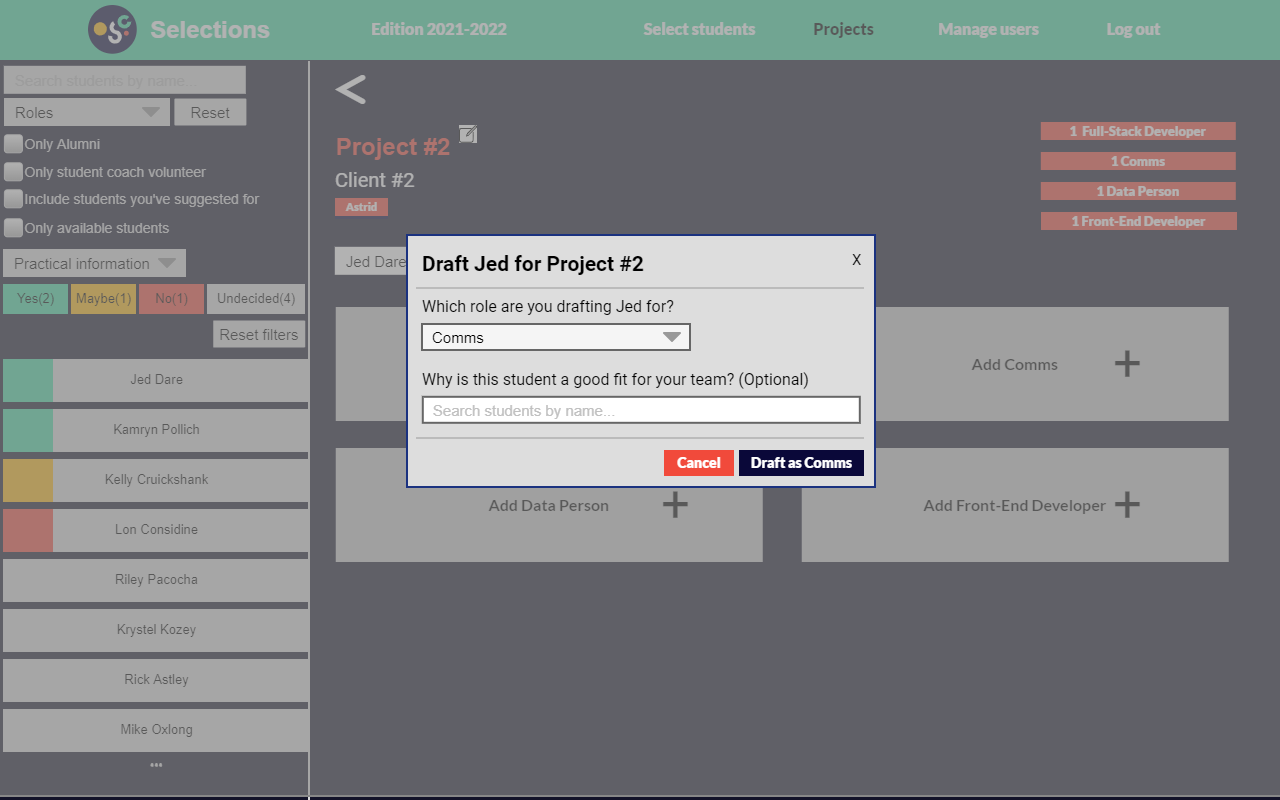 Selections
Edition 2021-2022
Select students
Projects
Manage users
Log out
Search students by name...
Roles
Reset
Only Alumni
Only student coach volunteer
Include students you've suggested for
Only available students
Practical information
Yes(2)
Maybe(1)
No(1)
Undecided(4)
Reset filters
Jed Dare
Kamryn Pollich
Kelly Cruickshank
Lon Considine
Riley Pacocha
Krystel Kozey
Rick Astley
Mike Oxlong
...
<
Project #2
Client #2
Astrid
1 Full-Stack Developer
1 Comms
1 Data Person
1 Front-End Developer
Jed Dare
Draft Jed for Project #2
X
Which role are you drafting Jed for?
Comms
Why is this student a good fit for your team? (Optional)
Search students by name...
Cancel
Draft as Comms
Add Comms +
Add Data Person +
Add Front-End Developer +